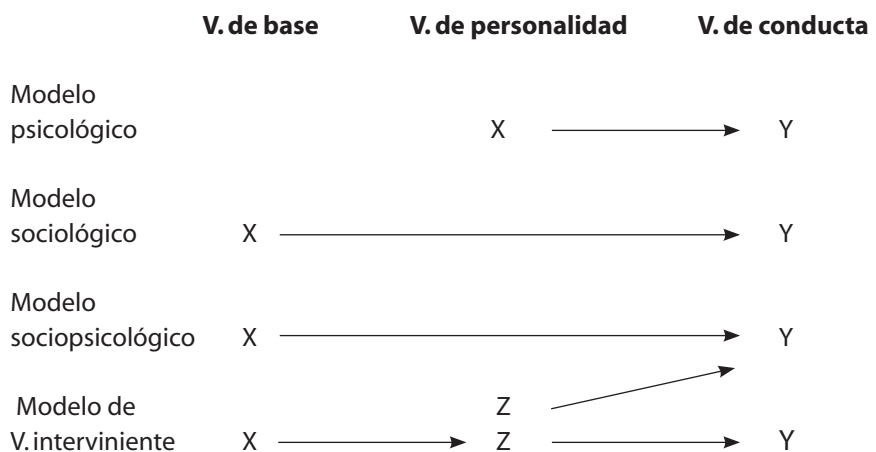 V. de base V. de personalidad V. de conducta
Modelo
psicológico X Y
Modelo
sociológico X Y
Modelo
sociopsicológico X Y
Modelo de Z
V. interviniente X Z Y